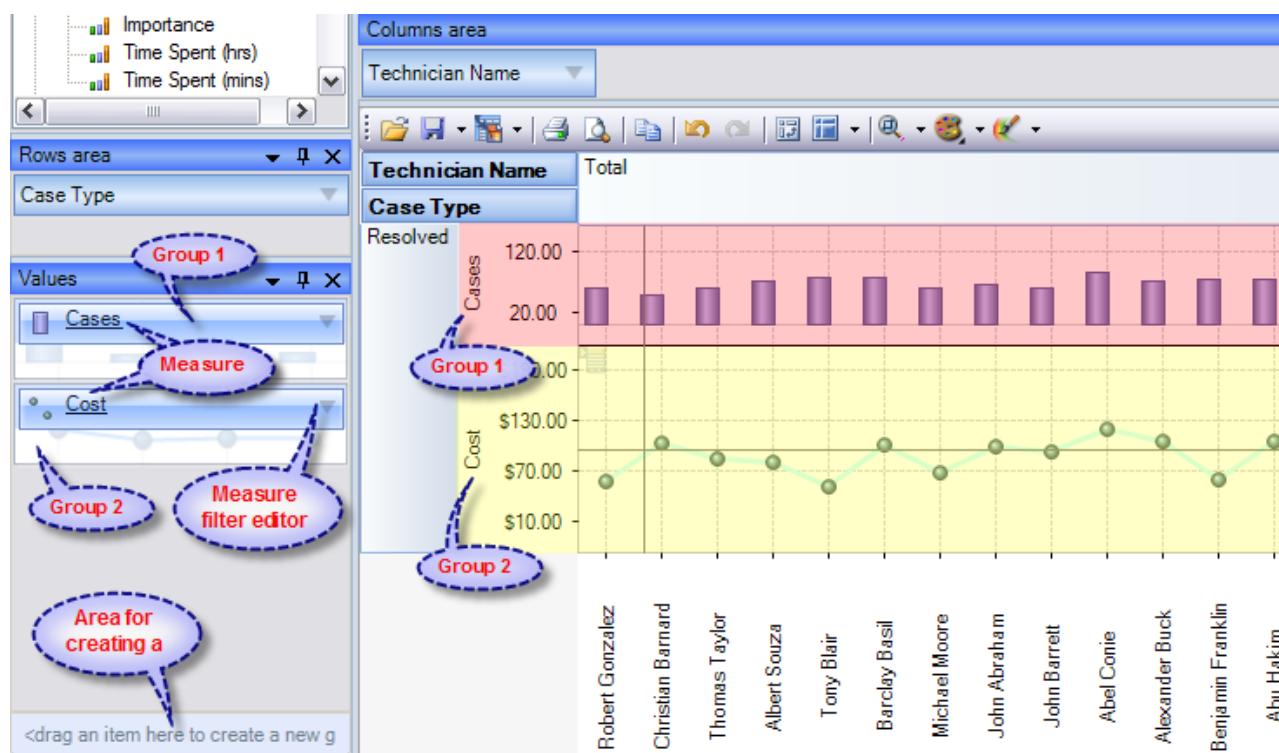 Importance
Time Spent (hrs)
Time Spent (mins)
Rows area
Case Type
Group 1
Values
Cases
Measure
Cost
Group 2
Measure
filter editor
Area for
creating a
<drag an item here to create a new g
Columns area
Technician Name
Technician Name
Total
Case Type
Resolved
Cases
120.00
20.00
Group 1
0.00
Cost
$130.00
$70.00
$10.00
Group 2
Robert Gonzalez
Christian Barnard
Thomas Taylor
Albert Souza
Tony Blair
Barclay Basil
Michael Moore
John Abraham
John Barrett
Abel Conie
Alexander Buck
Benjamin Franklin
Abu Hakim